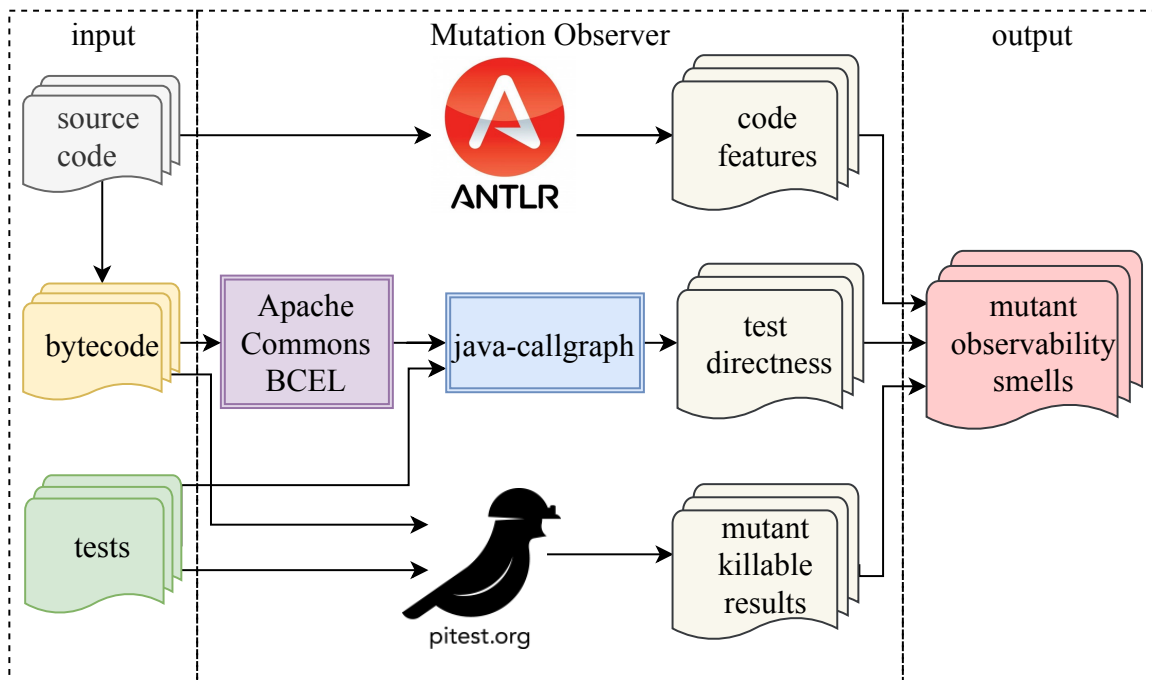 input
Mutation Observer
output
source
code
ANTLR
code
features
bytecode
Apache
Commons
BCEL
java-callgraph
test
directness
mutant
observability
smells
tests
pitest.org
mutant
killable
results